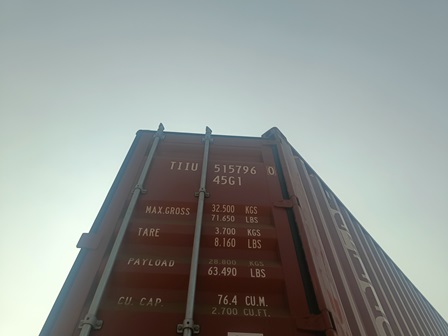 TIIU 515796 0
45G1
MAX.GROSS 32.500 KGS
71.650 LBS
TARE 3.700 KGS
8.160 LBS
PAYLOAD 28.800 KGS
63.490 LBS
CU. CAP. 76.4 CU.M.
2.700 CU.FT.